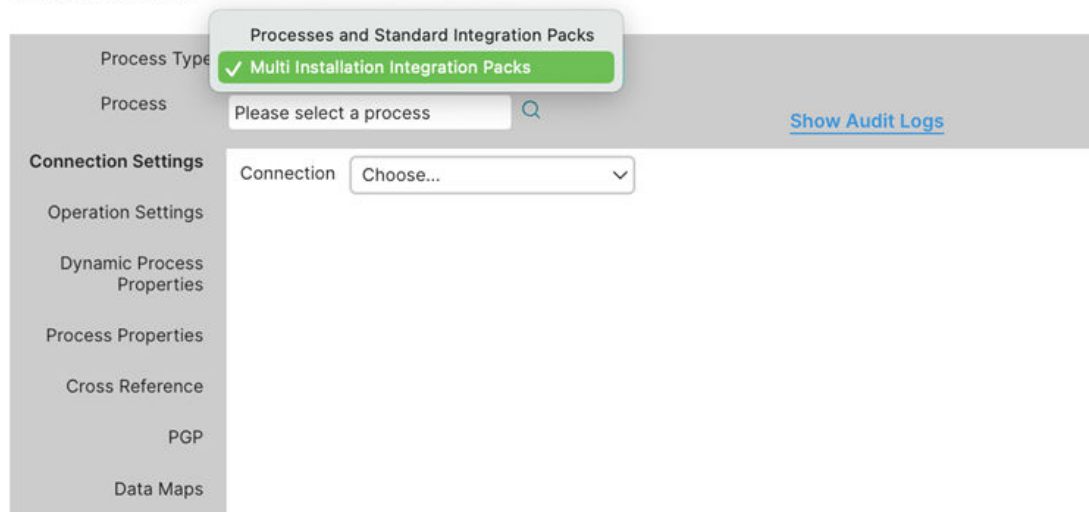 Processes and Standard Integration Packs
Process Type
✓ Multi Installation Integration Packs
Process
Please select a process
Show Audit Logs
Connection Settings
Connection
Choose...
Operation Settings
Dynamic Process
Properties
Process Properties
Cross Reference
PGP
Data Maps